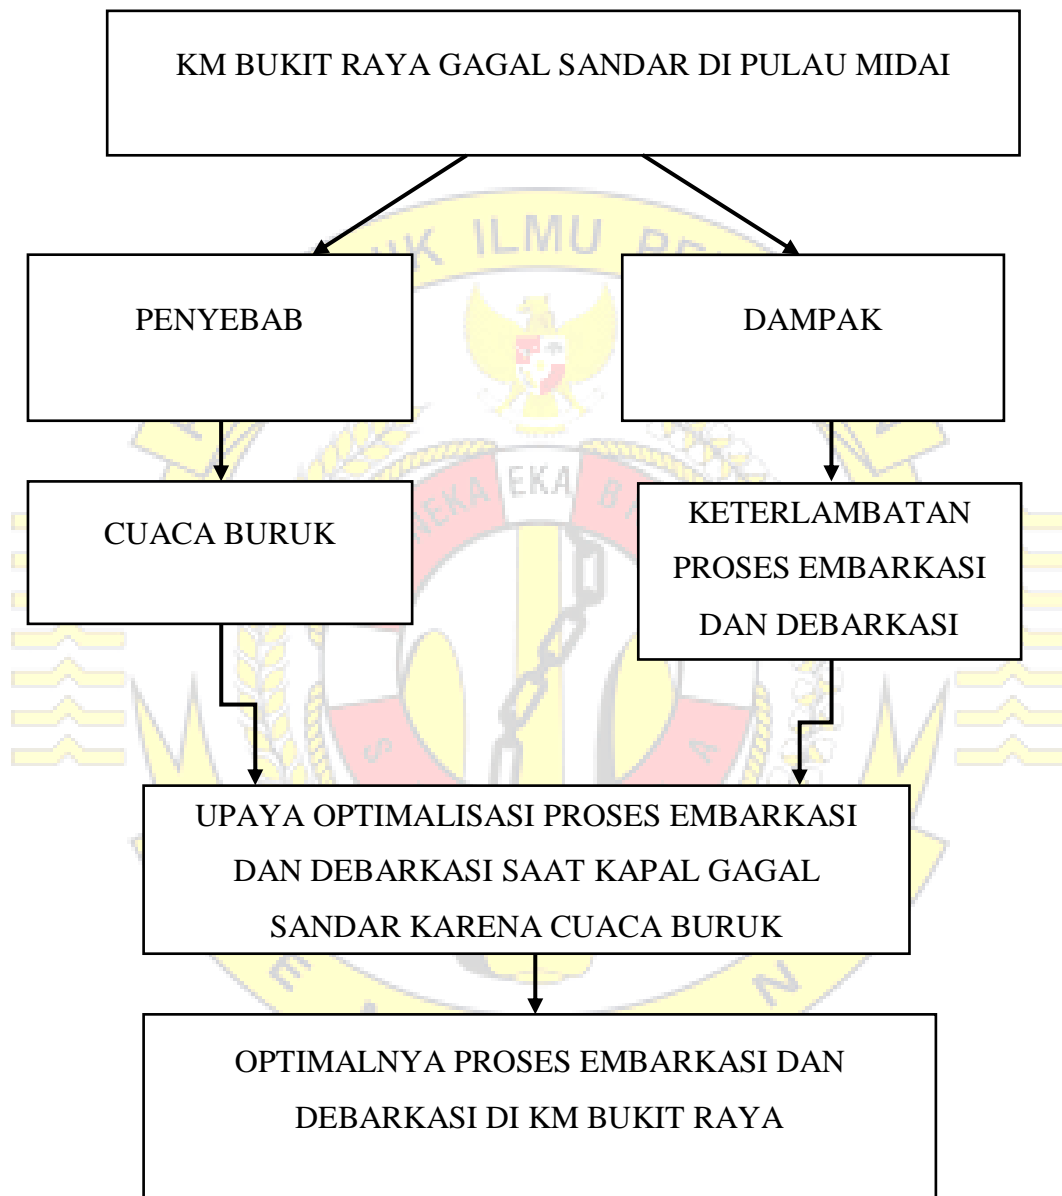 KM BUKIT RAYA GAGAL SANDAR DI PULAU MIDAI
ILMU
PENYEBAB
DAMPAK
EKA
CUACA BURUK
KETERLAMBATAN
PROSES EMBARKASI
DAN DEBARKASI
UPAYA OPTIMALISASI PROSES EMBARKASI
DAN DEBARKASI SAAT KAPAL GAGAL
SANDAR KARENA CUACA BURUK
OPTIMALNYA PROSES EMBARKASI DAN
DEBARKASI DI KM BUKIT RAYA